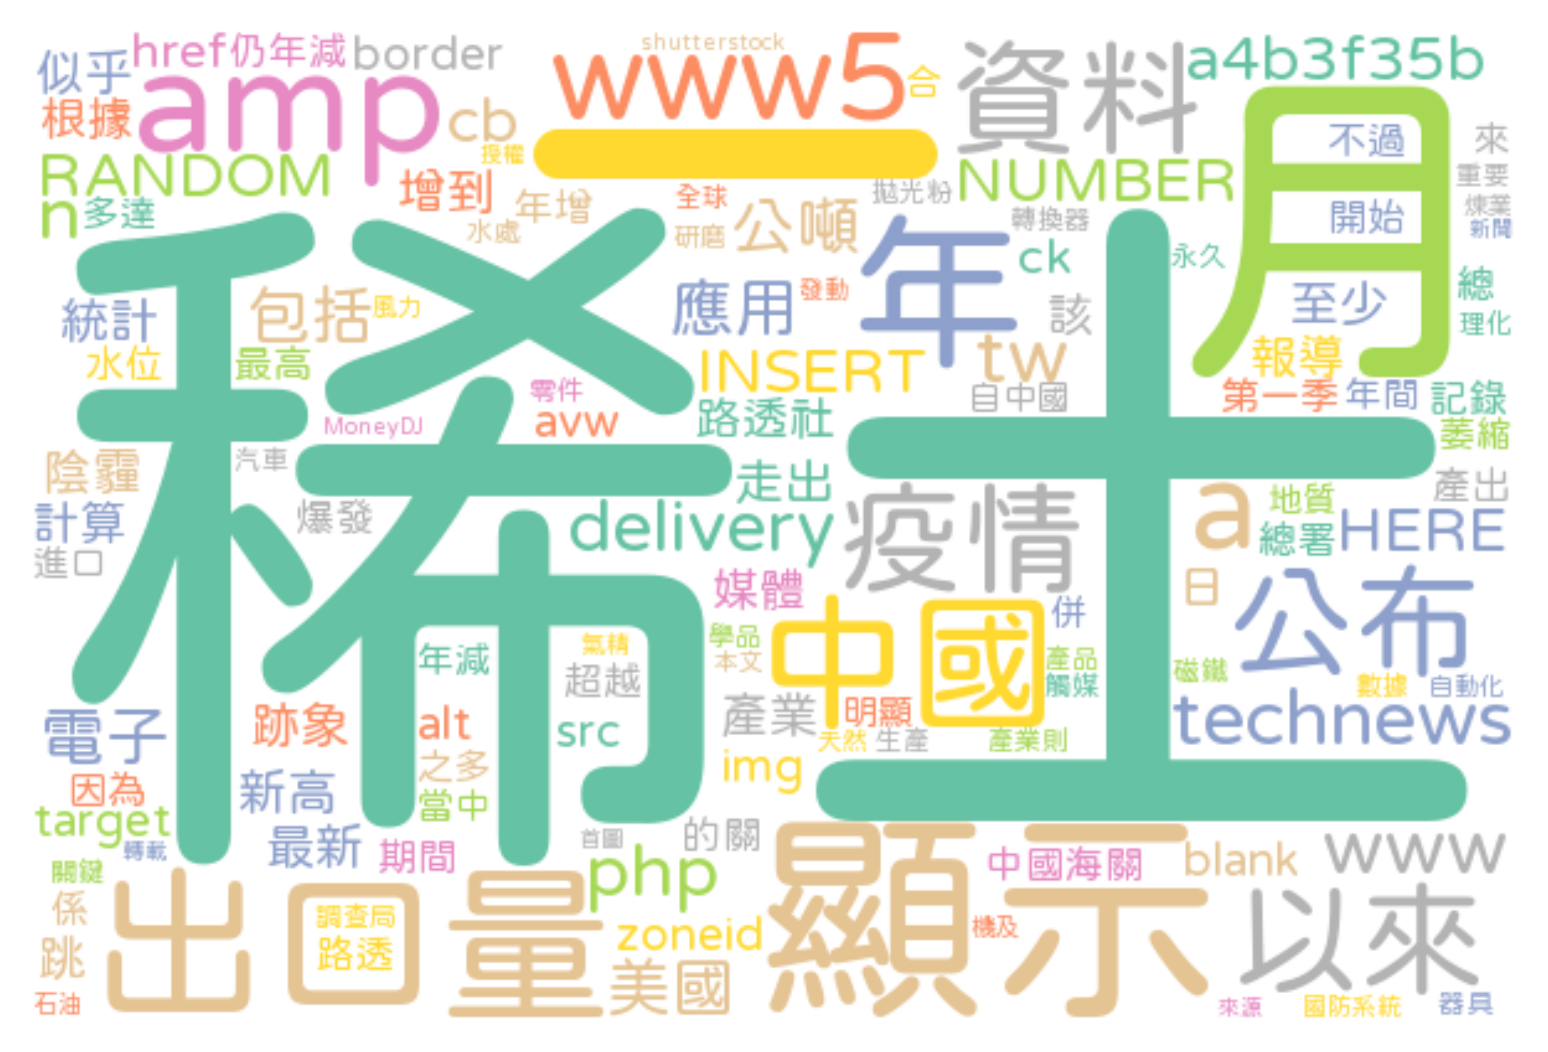 似乎 href 仍年減 border shutterstock www5 合 資料 a4b3f35b
根據 amp cb 授權 一 月 不過 來
RANDOM 增到 年增 全球 拋光粉 NUMBER 重要
n 多達 水處 研磨 公噸 轉換器 開始 煉業 新聞
稀土 年 ck 永久 總
統計 包括 風力 應用 發動 該 至少 理化
水位 最高 INSERT tw 報導
零件 自中國 第一季 年間 記錄
MoneyDJ avw 路透社 萎縮
陰霾 汽車 走出 產出
計算 爆發 delivery 疫情 a 地質 總署 HERE
進口 媒體 中國 併 日 公布
年減 氣精 學品 本文 產品 觸媒 磁鐵 數據 自動化
超越 產業 明顯 technews
電子 跡象 alt src 天然 生產 產業則
因為 新高 之多 img
target 當中 首圖 的關
轉載 最新 期間 php 顯示 中國海關 blank www
關鍵 出口量 以來
係 調查局 zoneid 機及
跳 路透 美國
石油 來源 國防系統 器具